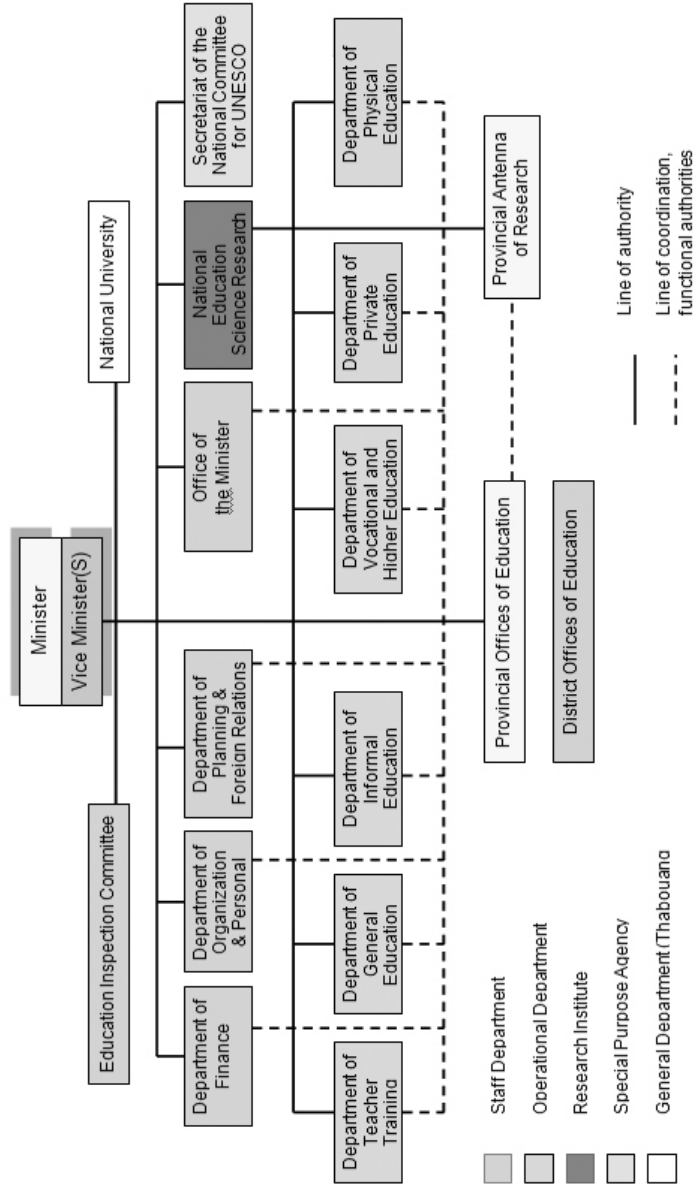 Minister
Vice Minister(S)
Education Inspection Committee
National University
Department of
Finance
Department of
Organization
& Personal
Department of
Planning &
Foreign Relations
Office of
the Minister
National
Education
Science Research
Secretariat of the
National Committee
for UNESCO
Department of
Teacher
Training
Department of
General
Education
Department of
Informal
Education
Department of
Vocational and
Higher Education
Department of
Private
Education
Department of
Physical
Education
Provincial Offices of Education
Provincial Antenna
of Research
District Offices of Education
Staff Department
Operational Department
Research Institute
Special Purpose Agency
General Department (Thabouang
Line of authority
Line of coordination,
functional authorities